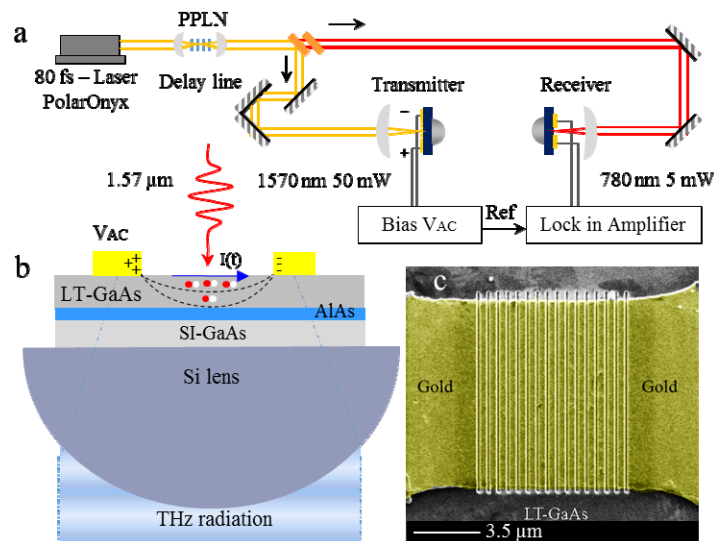 a
PPLN
80 fs – Laser
PolarOnyx
Delay line
Transmitter
Receiver
−
+
1.57 µm
1570 nm 50 mW
780 nm 5 mW
Bias VAC
Ref
Lock in Amplifier
VAC
b
I(t)
+
+
+
+
−
−
−
LT-GaAs
AlAs
SI-GaAs
Si lens
THz radiation
c
Gold
Gold
LT-GaAs
3.5 µm